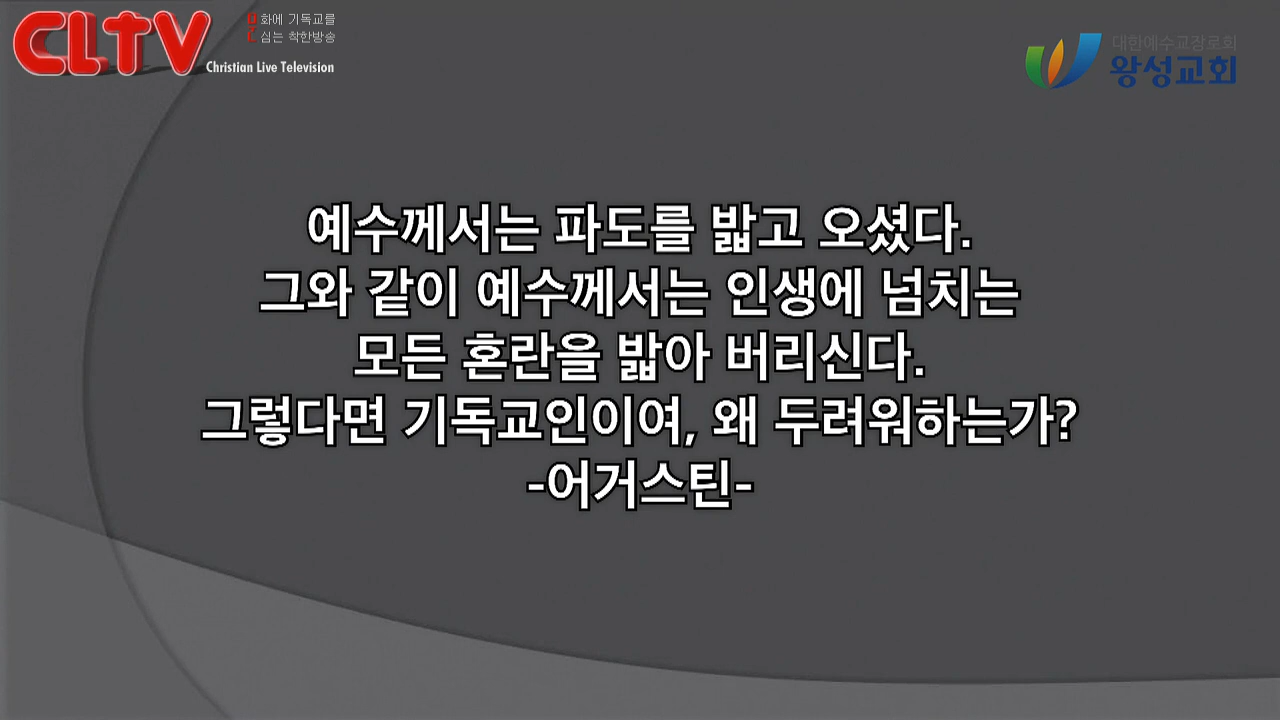 CLTV
화에 기독교를
심는 착한방송
Christian Live Television
대한예수교장로회
왕성교회
예수께서는 파도를 밟고 오셨다.
그와 같이 예수께서는 인생에 넘치는
모든 혼란을 밟아 버리신다.
그렇다면 기독교인이여, 왜 두려워하는가?
-어거스틴-